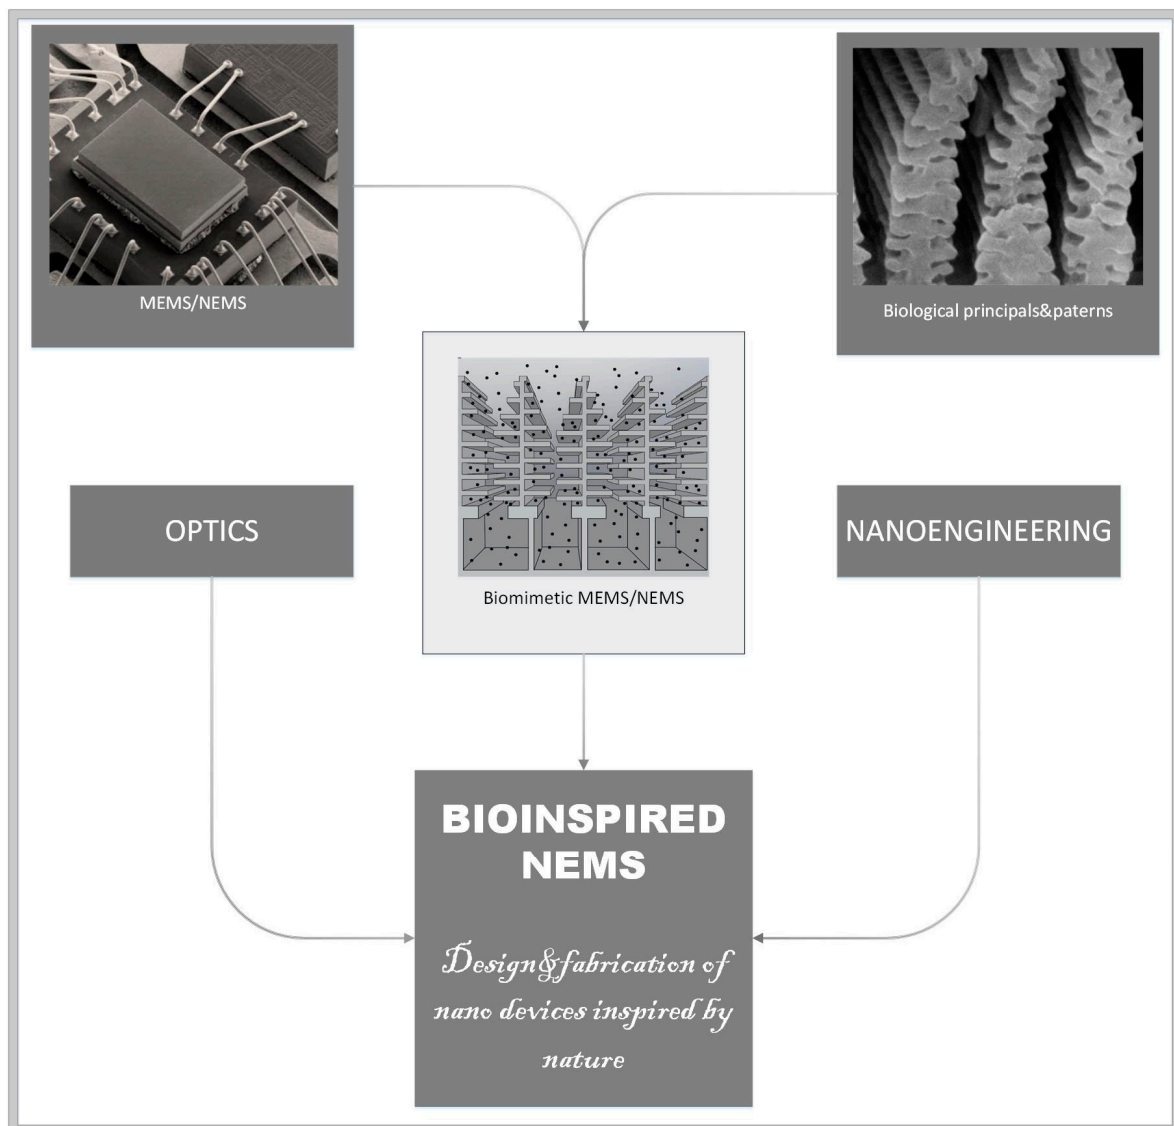 MEMS/NEMS
Biological principals&paterns
OPTICS
Biomimetic MEMS/NEMS
NANOENGINEERING
BIOINSPIRED
NEMS
Design&fabrication of
nano devices inspired by
nature